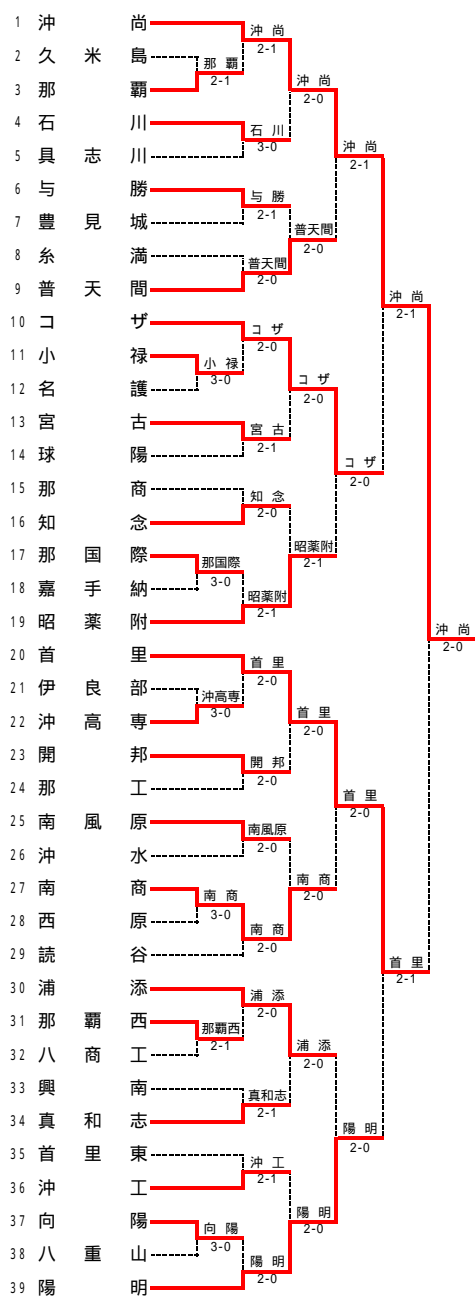 1 沖尚
2 久米島
3 那覇
4 石川
5 具志川
6 与勝
7 豊見城
8 糸満
9 普天間
10 コザ
11 小禄
12 名護
13 宮古
14 球陽
15 那商
16 知念
17 那国際
18 嘉手納
19 昭薬附
20 首里
21 伊良部
22 沖高専
23 開邦
24 那工
25 南風原
26 沖水
27 南商
28 西原
29 読谷
30 浦添
31 那覇西
32 八商工
33 興南
34 真和志
35 首里東
36 沖工
37 向陽
38 八重山
39 陽明
那覇
2-1
小禄
3-0
那国際
3-0
沖高専
3-0
南商
3-0
那覇西
2-1
向陽
3-0
沖尚
2-1
石川
3-0
与勝
2-1
普天間
2-0
コザ
2-0
宮古
2-1
知念
2-0
昭薬附
2-1
首里
2-0
開邦
2-0
南風原
2-0
南商
2-0
浦添
2-0
真和志
2-1
沖工
2-1
陽明
2-0
沖尚
2-0
普天間
2-0
コザ
2-0
昭薬附
2-1
首里
2-0
南商
2-0
浦添
2-0
陽明
2-0
沖尚
2-1
コザ
2-0
首里
2-0
陽明
2-0
沖尚
2-1
首里
2-1
沖尚
2-0